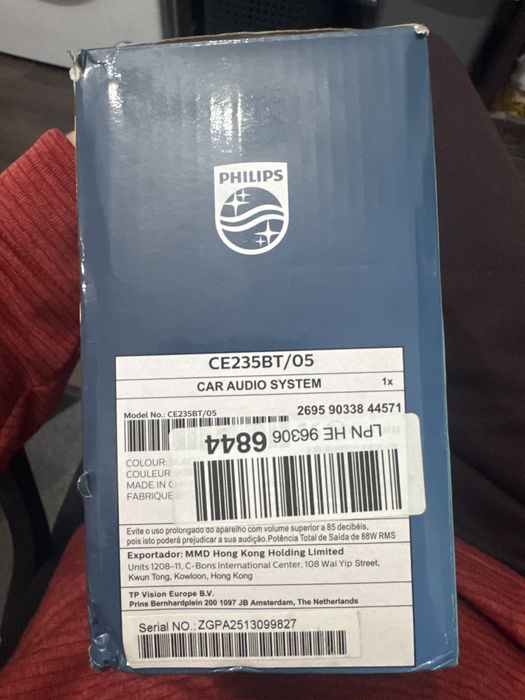 PHILIPS
CE235BT/05
CAR AUDIO SYSTEM 1x
Model No.: CE235BT/05 2695 90338 44571
LPN HE 96306 6844
COLOUR:
COULEUR
MADE IN
FABRIQUE
Evite o uso prolongado do aparelho com volume superior a 85 decibéis,
pois isto poderá prejudicar a sua audição.Potência Total de Saída de 88W RMS
Exportador: MMD Hong Kong Holding Limited
Units 1208-11, C-Bons International Center, 108 Wai Yip Street,
Kwun Tong, Kowloon, Hong Kong
TP Vision Europe B.V.
Prins Bernhardplein 200 1097 JB Amsterdam, The Netherlands
Serial NO.: ZGPA2513099827